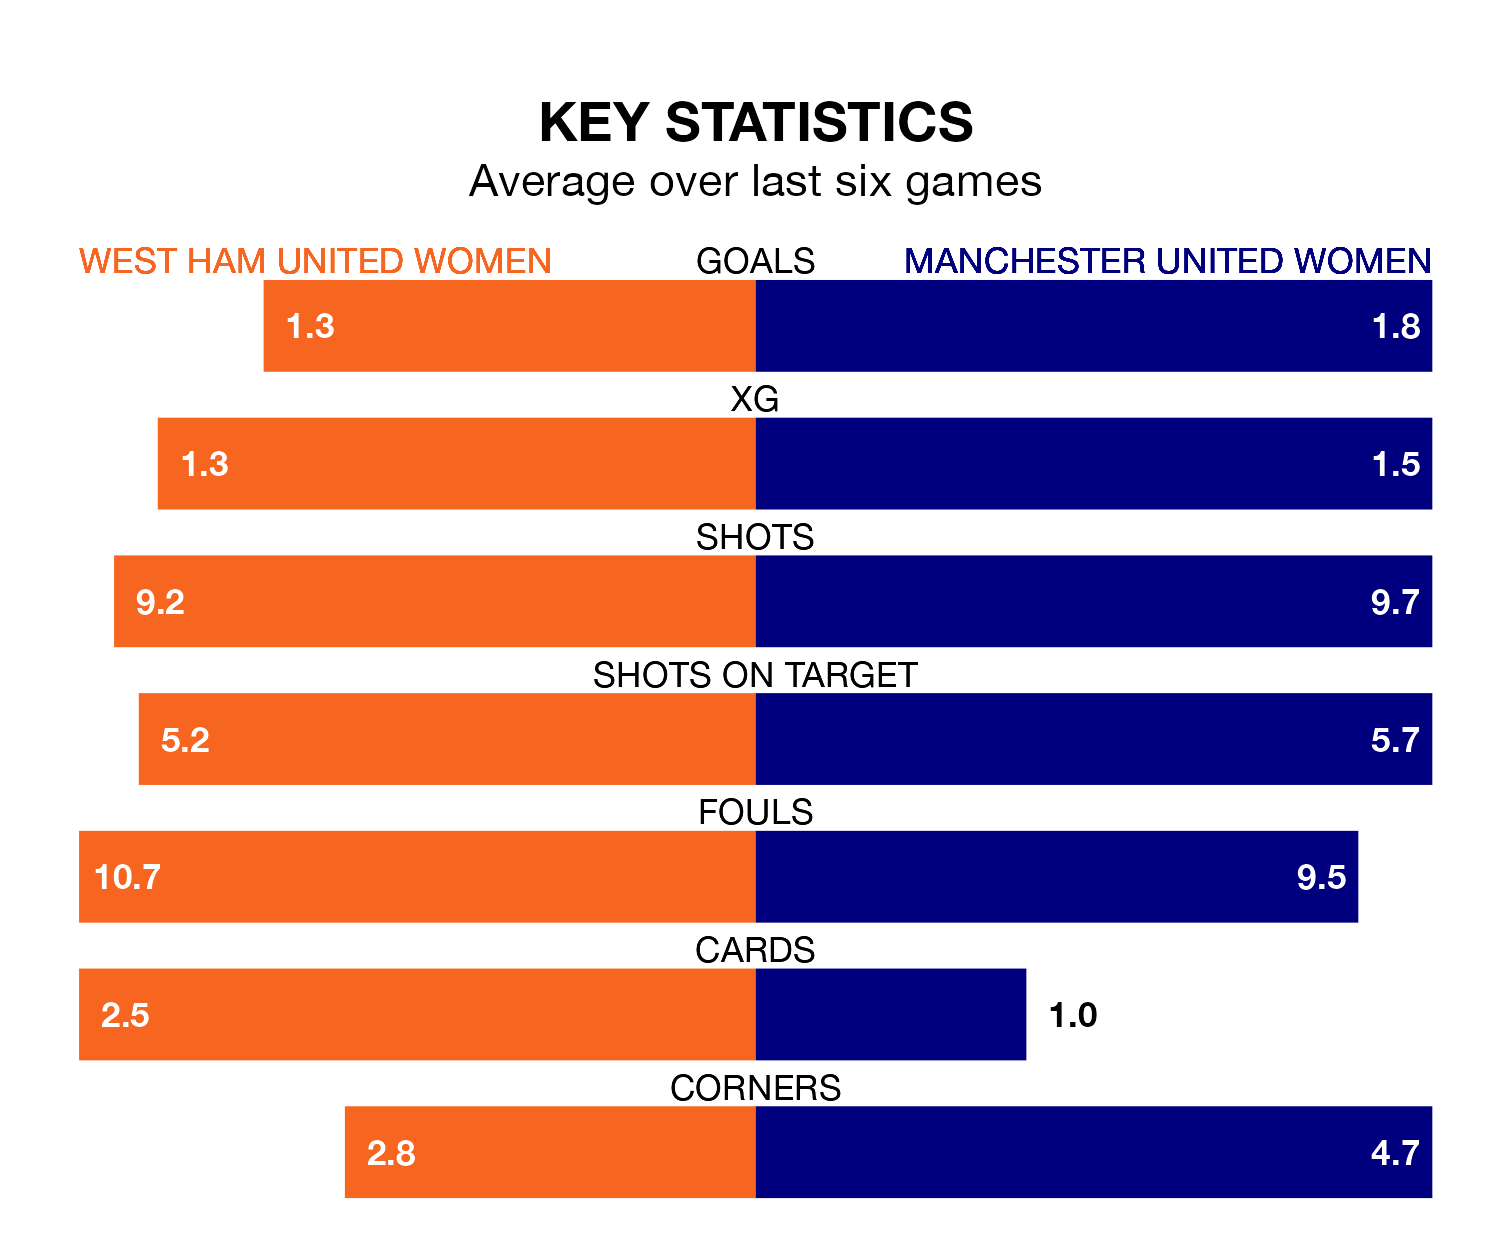 KEY STATISTICS
Average over last six games
WEST HAM UNITED WOMEN GOALS MANCHESTER UNITED WOMEN
1.3 1.8
XG
1.3 1.5
SHOTS
9.2 9.7
SHOTS ON TARGET
5.2 5.7
FOULS
10.7 9.5
CARDS
2.5 1.0
CORNERS
2.8 4.7